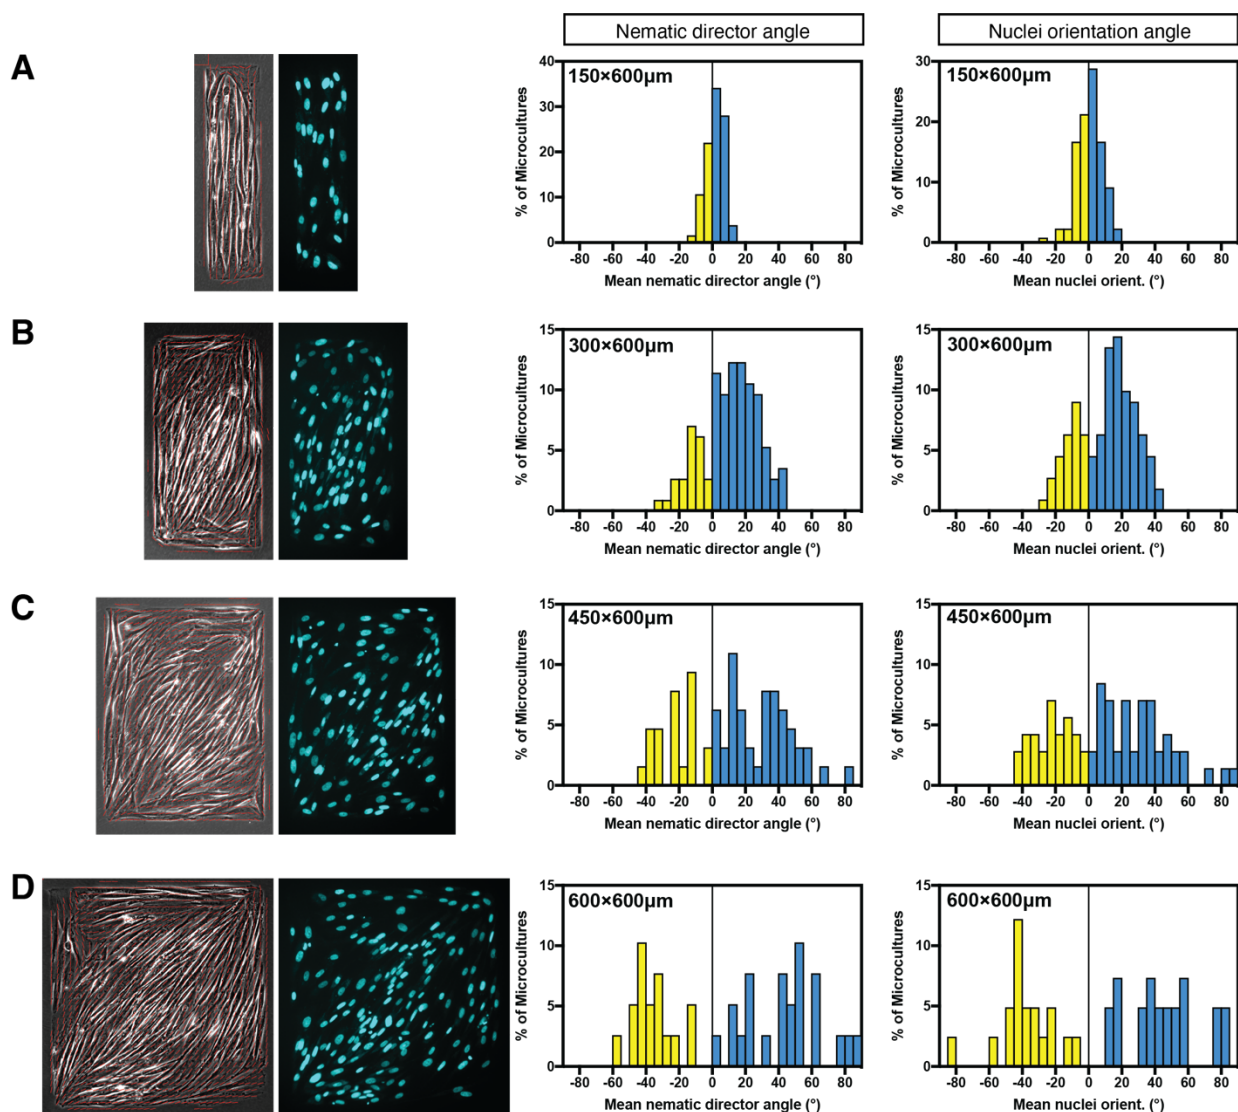 Nematic director angle
Nuclei orientation angle
A
150×600µm
% of Microcultures
40
30
20
10
0
-80 -60 -40 -20 0 20 40 60 80
Mean nematic director angle (°)
150×600µm
% of Microcultures
30
20
10
0
-80 -60 -40 -20 0 20 40 60 80
Mean nuclei orient. (°)
B
300×600µm
% of Microcultures
15
10
5
0
-80 -60 -40 -20 0 20 40 60 80
Mean nematic director angle (°)
300×600µm
% of Microcultures
15
10
5
0
-80 -60 -40 -20 0 20 40 60 80
Mean nuclei orient. (°)
C
450×600µm
% of Microcultures
15
10
5
0
-80 -60 -40 -20 0 20 40 60 80
Mean nematic director angle (°)
450×600µm
% of Microcultures
15
10
5
0
-80 -60 -40 -20 0 20 40 60 80
Mean nuclei orient. (°)
D
600×600µm
% of Microcultures
15
10
5
0
-80 -60 -40 -20 0 20 40 60 80
Mean nematic director angle (°)
600×600µm
% of Microcultures
15
10
5
0
-80 -60 -40 -20 0 20 40 60 80
Mean nuclei orient. (°)